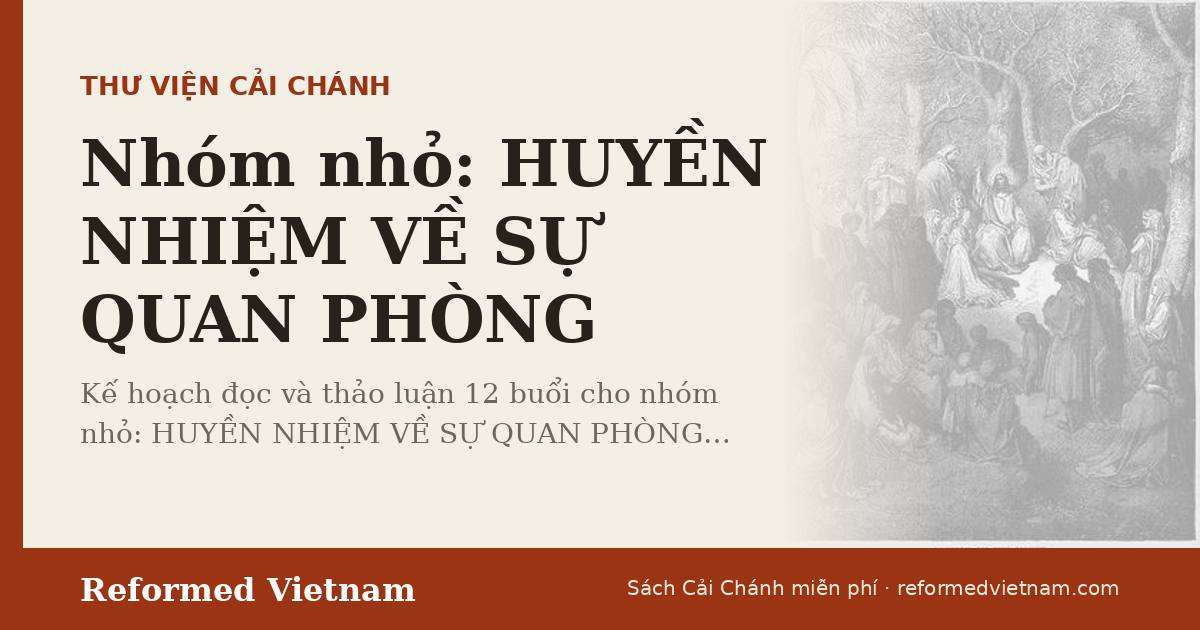 THƯ VIỆN CẢI CHÁNH
Nhóm nhỏ: HUYỀN
NHIỆM VỀ SỰ
QUAN PHÒNG
Kế hoạch đọc và thảo luận 12 buổi cho nhóm
nhỏ: HUYỀN NHIỆM VỀ SỰ QUAN PHÒNG...
Reformed Vietnam
Sách Cải Chánh miễn phí · reformedvietnam.com